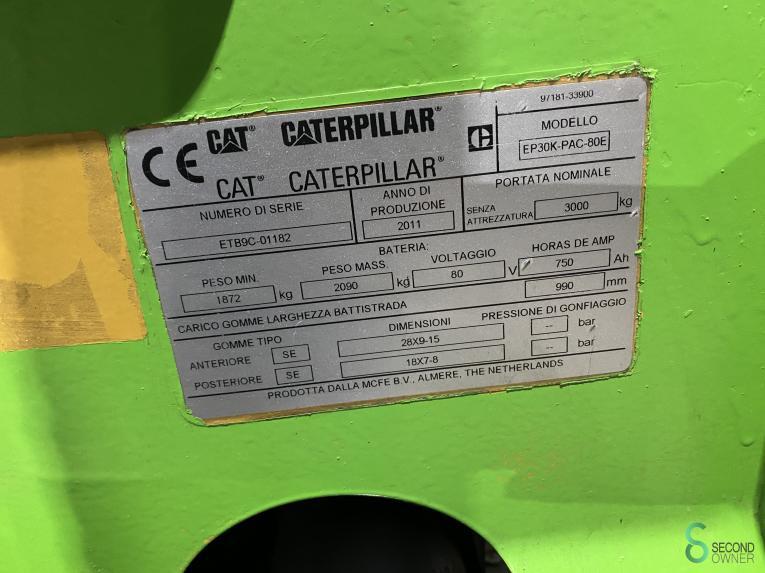 97181-33900
CE CAT® CATERPILLAR®
CAT® CATERPILLAR®
MODELLO
EP30K-PAC-80E
NUMERO DI SERIE
ETB9C-01182
ANNO DI
PRODUZIONE
2011
PORTATA NOMINALE
SENZA
ATTREZZATURA 3000 kg
BATERIA:
PESO MIN. PESO MASS. VOLTAGGIO HORAS DE AMP
1872 kg 2090 kg 80 V 750 Ah
CARICO GOMME LARGHEZZA BATTISTRADA 990 mm
GOMME TIPO DIMENSIONI PRESSIONE DI GONFIAGGIO
ANTERIORE SE 28X9-15 -- bar
POSTERIORE SE 18X7-8 -- bar
PRODOTTA DALLA MCFE B.V., ALMERE, THE NETHERLANDS
SECOND
OWNER